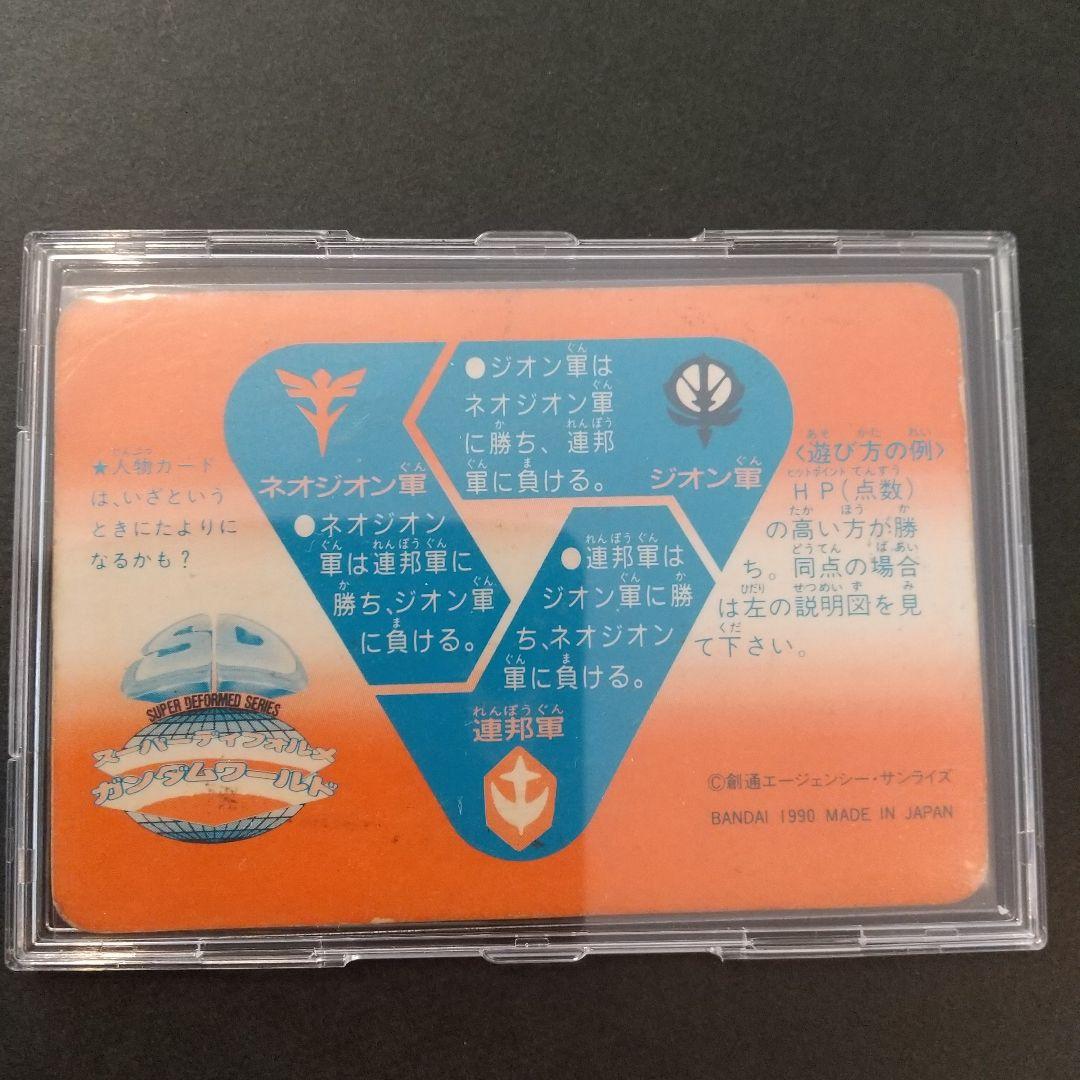 ●ジオン軍は
ネオジオン軍
に勝ち、連邦
軍に負ける。
ネオジオン軍
●ネオジオン
軍は連邦軍に
勝ち、ジオン軍
に負ける。
ジオン軍
●連邦軍は
ジオン軍に勝
ち、ネオジオン
軍に負ける。
連邦軍
★人物カード
は、いざという
ときにたよりに
なるかも？
<遊び方の例>
HP(点数)
の高い方が勝
ち。同点の場合
は左の説明図を見
て下さい。
SD
SUPER DEFORMED SERIES
スーパーディフォルメ
ガンダムワールド
©創通エージェンシー・サンライズ
BANDAI 1990 MADE IN JAPAN